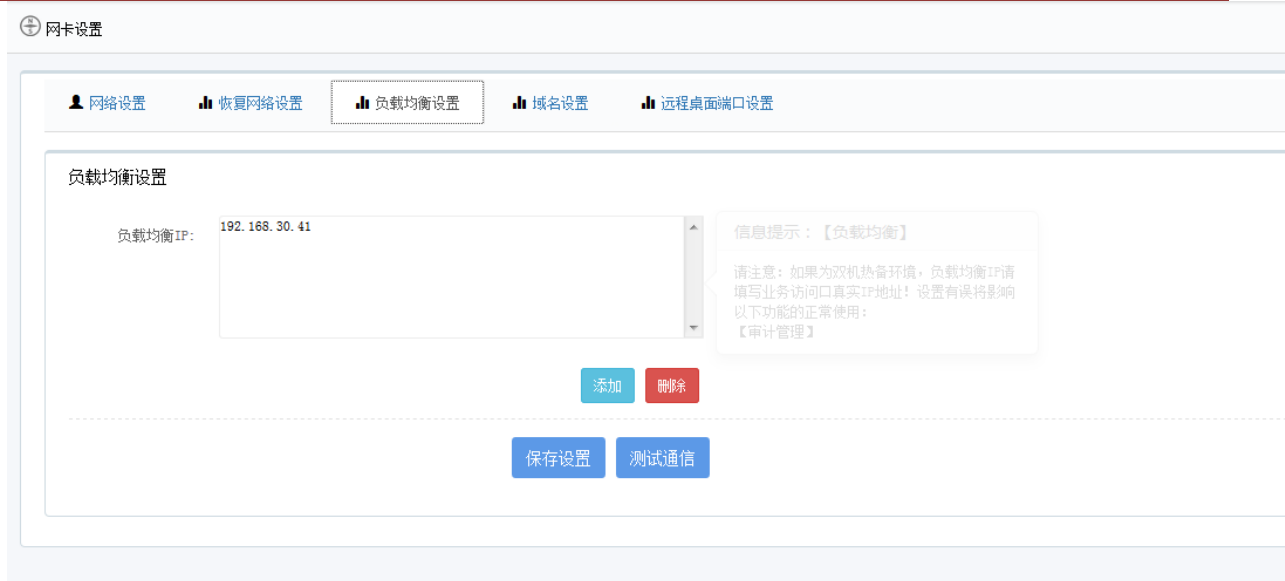 网卡设置
网络设置 恢复网络设置 负载均衡设置 域名设置 远程桌面端口设置
负载均衡设置
负载均衡IP:
192.168.30.41
信息提示：【负载均衡】
请注意：如果为双机热备环境，负载均衡IP请
填写业务访问口真实IP地址！设置有误将影响
以下功能的正常使用：
【审计管理】
添加 删除
保存设置 测试通信